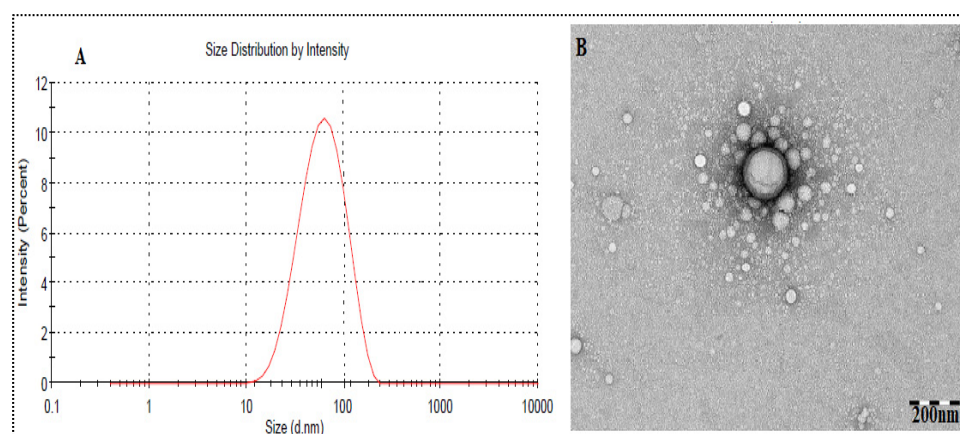 A
Size Distribution by Intensity
Intensity (Percent)
12
10
8
6
4
2
0
0.1 1 10 100 1000 10000
Size (d.nm)
B
200nm